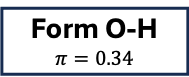 Form O-H
π = 0.34